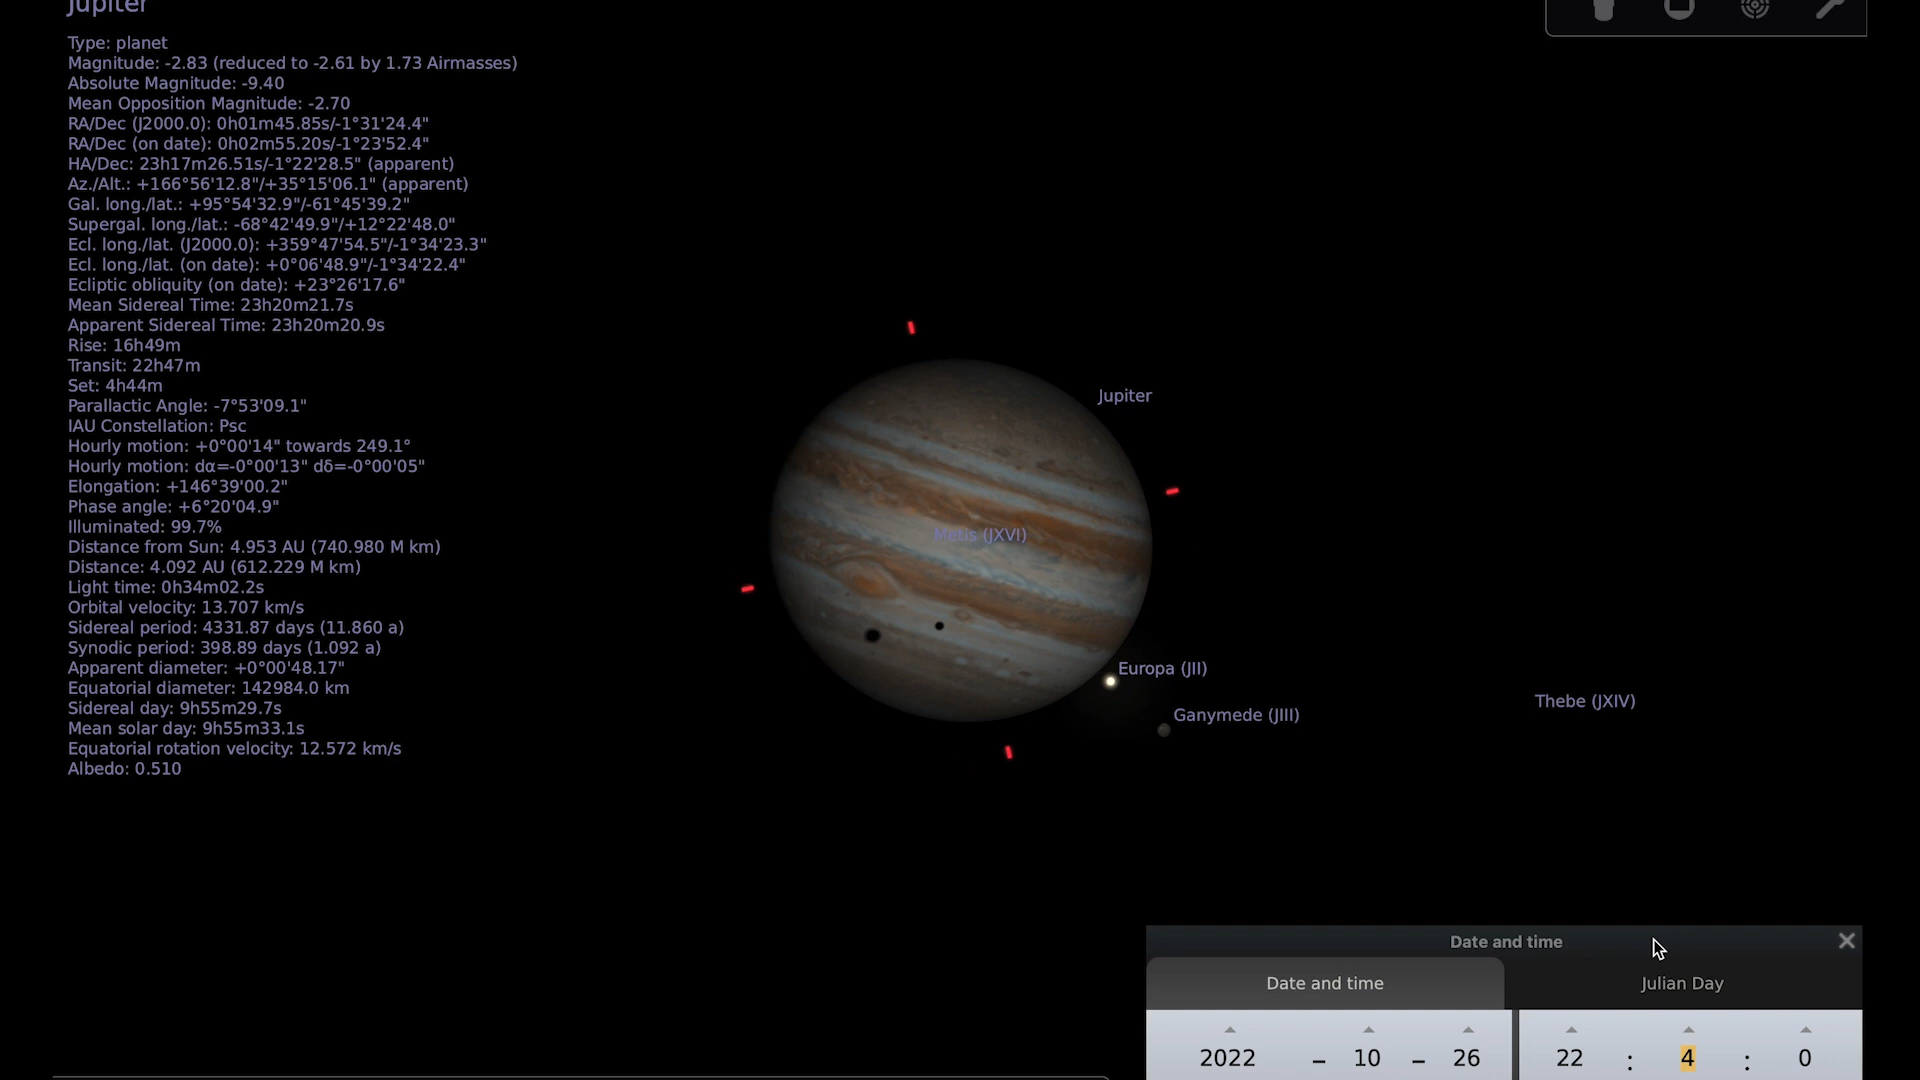 Jupiter
Type: planet
Magnitude: -2.83 (reduced to -2.61 by 1.73 Airmasses)
Absolute Magnitude: -9.40
Mean Opposition Magnitude: -2.70
RA/Dec (J2000.0): 0h01m45.85s/-1°31'24.4"
RA/Dec (on date): 0h02m55.20s/-1°23'52.4"
HA/Dec: 23h17m26.51s/-1°22'28.5" (apparent)
Az./Alt.: +166°56'12.8"/+35°15'06.1" (apparent)
Gal. long./lat.: +95°54'32.9"/-61°45'39.2"
Supergal. long./lat.: -68°42'49.9"/+12°22'48.0"
Ecl. long./lat. (J2000.0): +359°47'54.5"/-1°34'23.3"
Ecl. long./lat. (on date): +0°06'48.9"/-1°34'22.4"
Ecliptic obliquity (on date): +23°26'17.6"
Mean Sidereal Time: 23h20m21.7s
Apparent Sidereal Time: 23h20m20.9s
Rise: 16h49m
Transit: 22h47m
Set: 4h44m
Parallactic Angle: -7°53'09.1"
IAU Constellation: Psc
Hourly motion: +0°00'14" towards 249.1°
Hourly motion: dα=-0°00'13" dδ=-0°00'05"
Elongation: +146°39'00.2"
Phase angle: +6°20'04.9"
Illuminated: 99.7%
Distance from Sun: 4.953 AU (740.980 M km)
Distance: 4.092 AU (612.229 M km)
Light time: 0h34m02.2s
Orbital velocity: 13.707 km/s
Sidereal period: 4331.87 days (11.860 a)
Synodic period: 398.89 days (1.092 a)
Apparent diameter: +0°00'48.17"
Equatorial diameter: 142984.0 km
Sidereal day: 9h55m29.7s
Mean solar day: 9h55m33.1s
Equatorial rotation velocity: 12.572 km/s
Albedo: 0.510
Jupiter
Metis (JXVI)
Europa (JII)
Ganymede (JIII)
Thebe (JXIV)
Date and time
Date and time Julian Day
2022 – 10 – 26 22 : 4 : 0